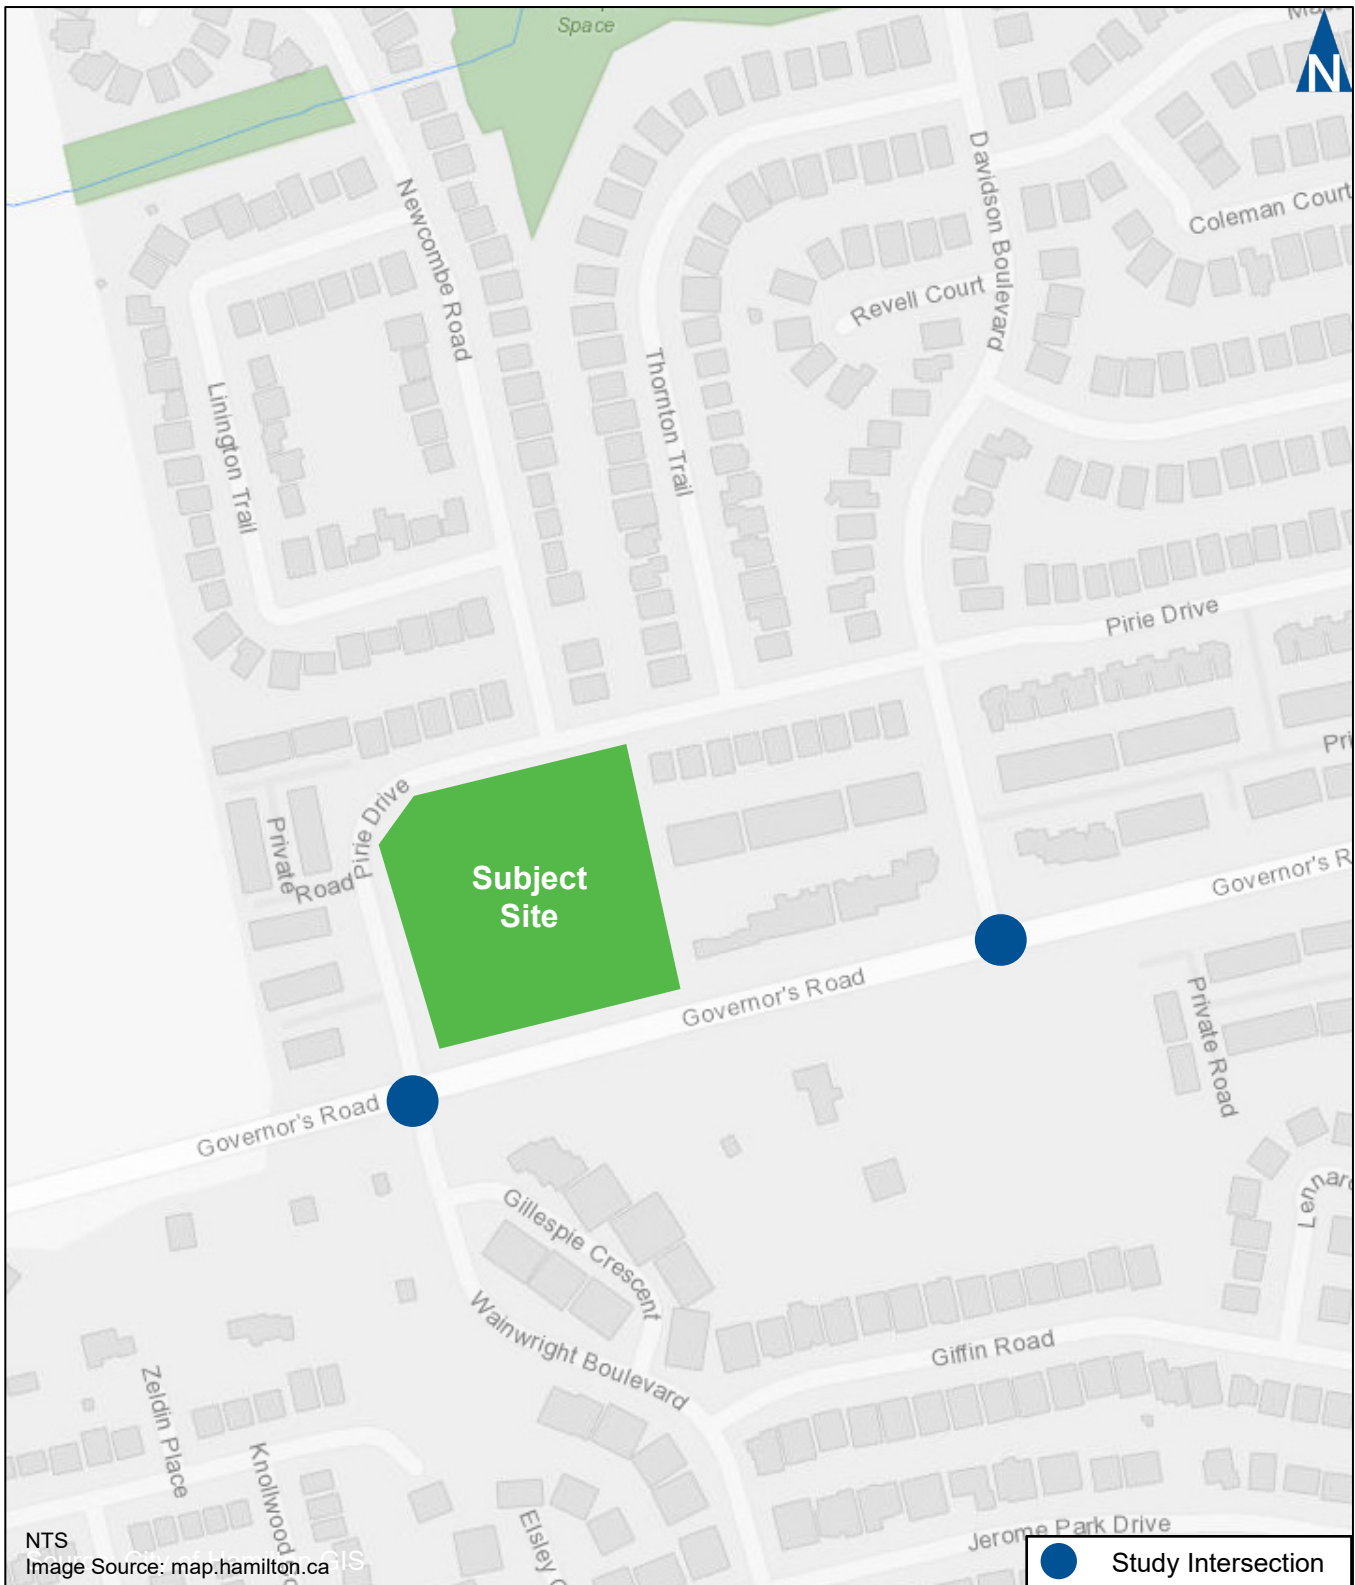 Space
N
Newcombe Road
Davidson Boulevard
Coleman Court
Revell Court
Linington Trail
Thornton Trail
Pirie Drive
Pirie Drive
Private
Road
Subject
Site
Governor's R
Governor's Road
Private Road
Governor's Road
Gillespie Crescent
Wainwright Boulevard
Giffin Road
Zeldin Place
Knollwood
Elsley
Jerome Park Drive
NTS
Image Source: map.hamilton.ca
Study Intersection